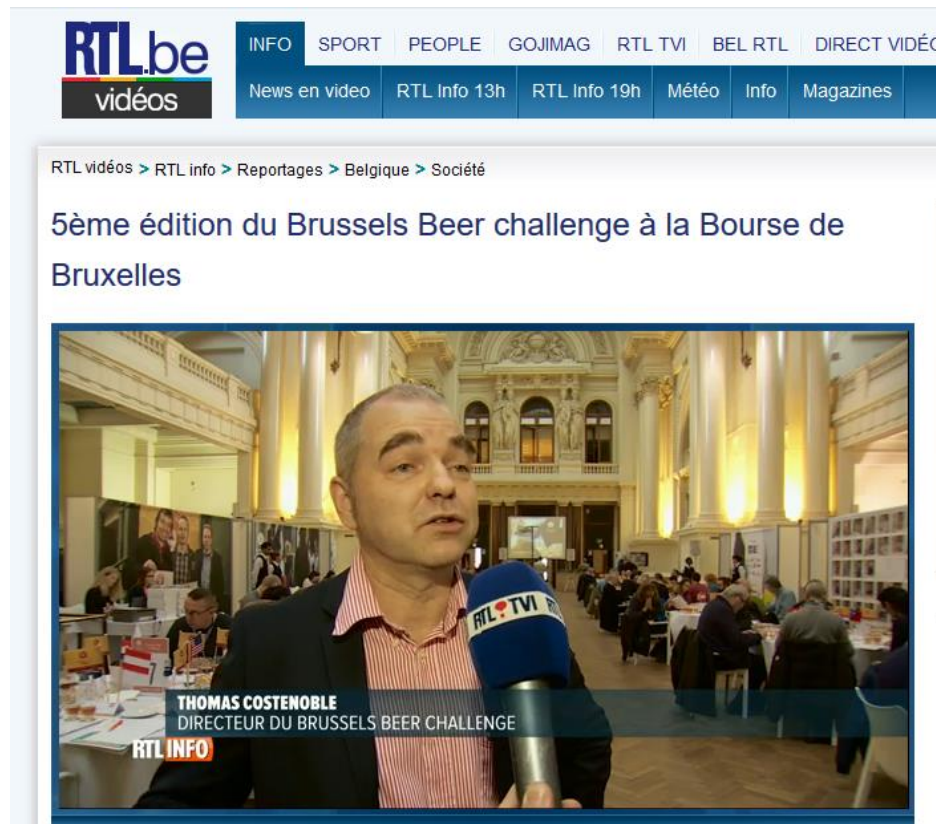 RTL.be
vidéos
INFO SPORT PEOPLE GOJIMAG RTL TVI BEL RTL DIRECT VIDÉO
News en video RTL Info 13h RTL Info 19h Météo Info Magazines
RTL vidéos > RTL info > Reportages > Belgique > Société
5ème édition du Brussels Beer challenge à la Bourse de
Bruxelles
RTL TVI RT
THOMAS COSTENOBLE
DIRECTEUR DU BRUSSELS BEER CHALLENGE
RTL INFO